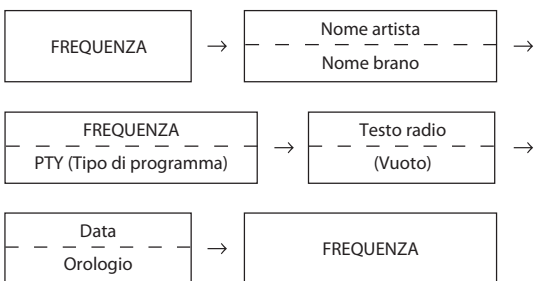 FREQUENZA → Nome artista →
Nome brano
FREQUENZA → Testo radio →
PTY (Tipo di programma) (Vuoto)
Data → FREQUENZA
Orologio